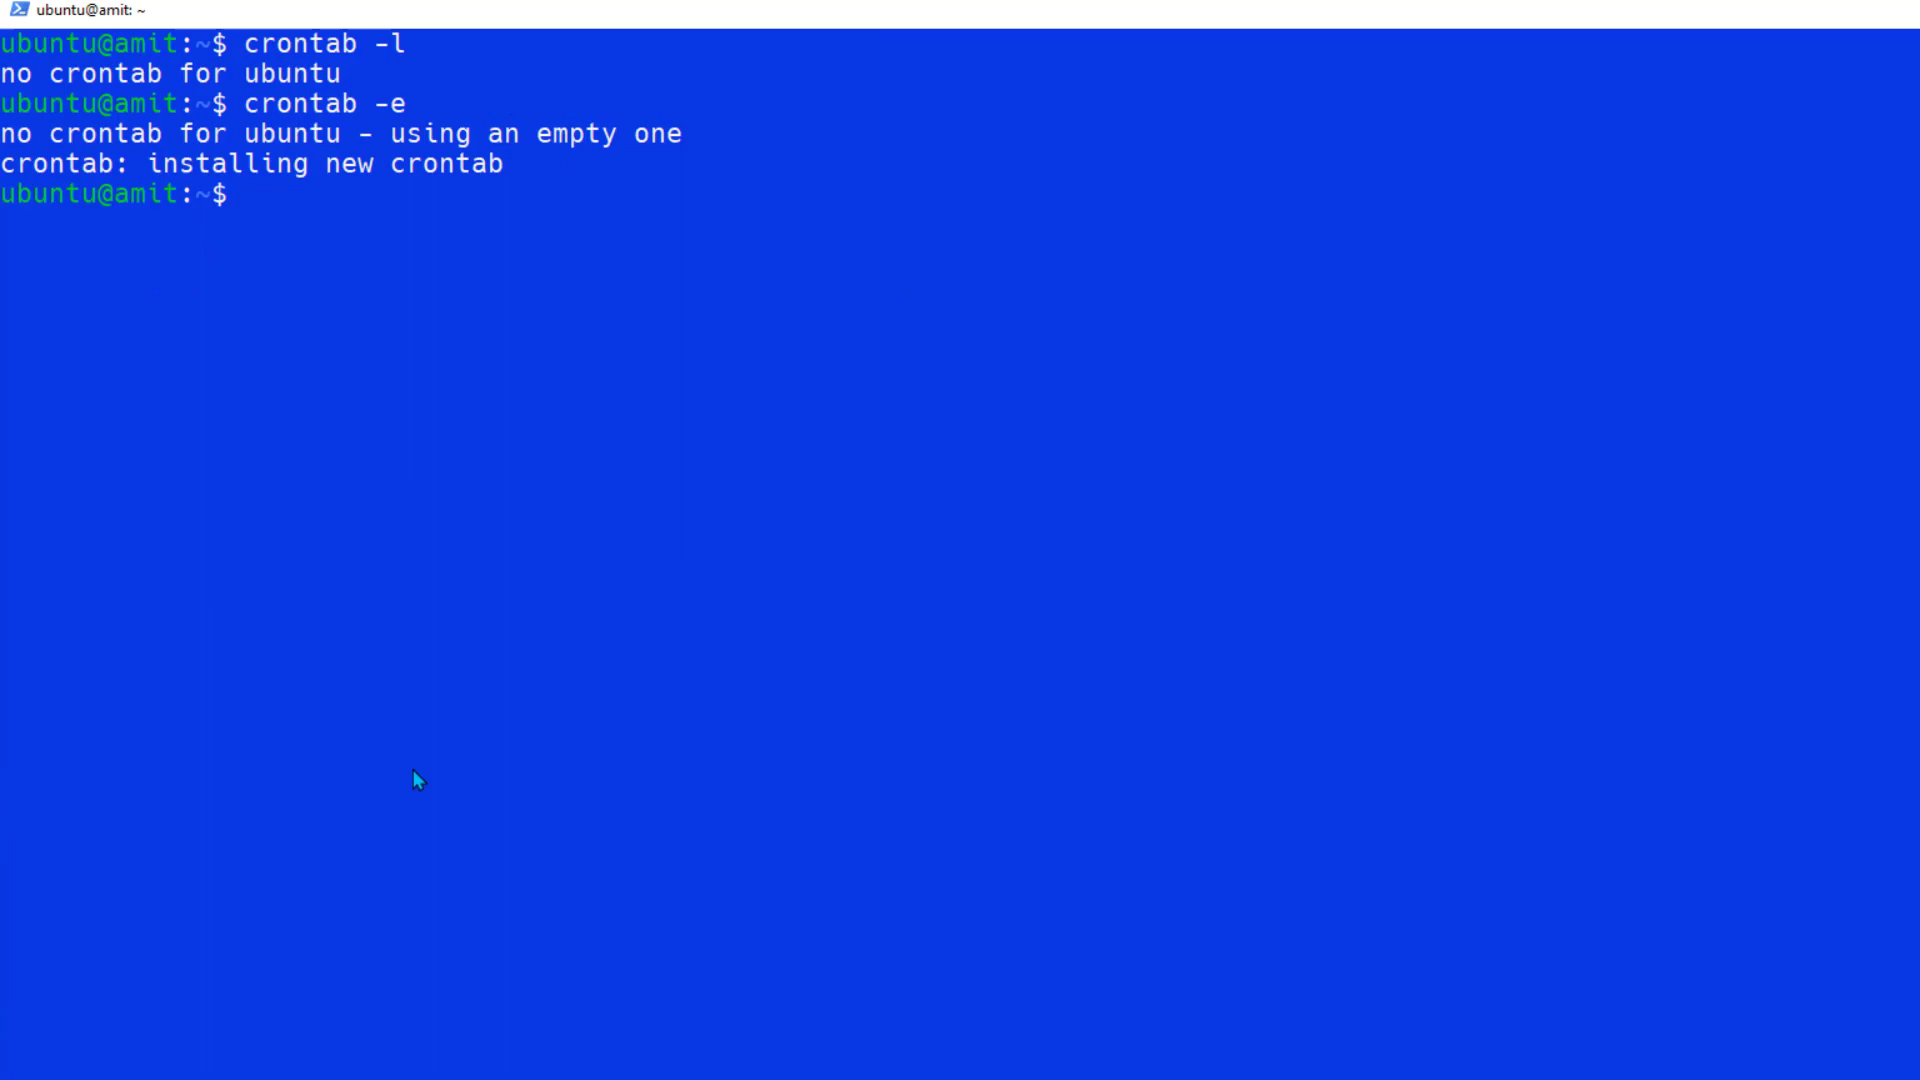 ubuntu@amit: ~
ubuntu@amit:~$ crontab -l
no crontab for ubuntu
ubuntu@amit:~$ crontab -e
no crontab for ubuntu - using an empty one
crontab: installing new crontab
ubuntu@amit:~$